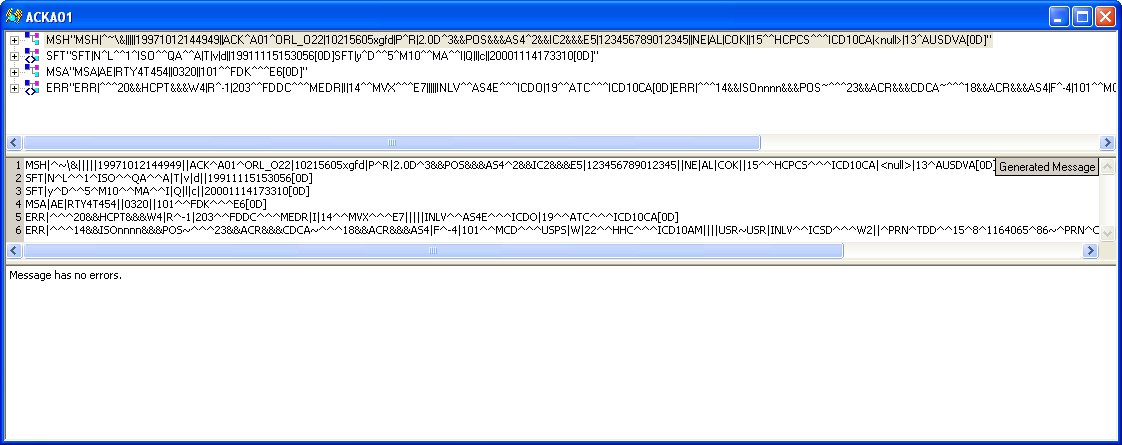 ACKA01
MSH"MSH|^~\&|||||19971012144949||ACK^A01^ORL_O22|10215605xgfd|P^R|2.0D^3&&POS&&&AS4^2&&IC2&&&E5|123456789012345||NE|AL|COK||15^^HCPCS^^^ICD10CA|<null>|13^AUSDVA[0D]"
SFT"SFT|N^L^^1^ISO^^QA^^A|T|v|d||19911115153056[0D]SFT|y^D^^5^M10^^MA^^I|Q|l|c||20001114173310[0D]"
MSA"MSA|AE|RTY4T454||0320||101^^FDK^^^E6[0D]"
ERR"ERR|^^^20&&HCPT&&&W4|R^-1|203^^FDDC^^^MEDR|I|14^^MVX^^^E7|||||INLV^^AS4E^^^ICDO|19^^ATC^^^ICD10CA[0D]ERR|^^^14&&ISOnnnn&&&POS~^^^23&&ACR&&&CDCA~^^^18&&ACR&&&AS4|F^-4|101^^MC
1 MSH|^~\&|||||19971012144949||ACK^A01^ORL_O22|10215605xgfd|P^R|2.0D^3&&POS&&&AS4^2&&IC2&&&E5|123456789012345||NE|AL|COK||15^^HCPCS^^^ICD10CA|<null>|13^AUSDVA[0D]
Generated Message
2 SFT|N^L^^1^ISO^^QA^^A|T|v|d||19911115153056[0D]
3 SFT|y^D^^5^M10^^MA^^I|Q|l|c||20001114173310[0D]
4 MSA|AE|RTY4T454||0320||101^^FDK^^^E6[0D]
5 ERR|^^^20&&HCPT&&&W4|R^-1|203^^FDDC^^^MEDR|I|14^^MVX^^^E7|||||INLV^^AS4E^^^ICDO|19^^ATC^^^ICD10CA[0D]
6 ERR|^^^14&&ISOnnnn&&&POS~^^^23&&ACR&&&CDCA~^^^18&&ACR&&&AS4|F^-4|101^^MCD^^^USPS|W|22^^HHC^^^ICD10AM||||USR~USR|INLV^^ICSD^^^W2||^PRN^TDD^^15^8^1164065^86~^PRN^C
Message has no errors.